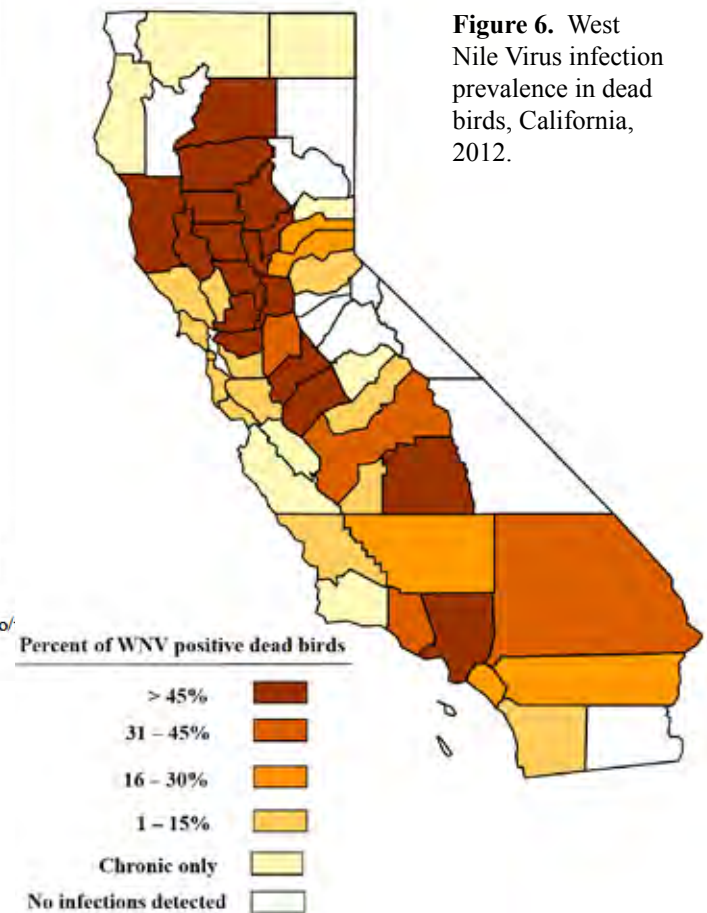 Figure 6. West
Nile Virus infection
prevalence in dead
birds, California,
2012.
o/
Percent of WNV positive dead birds
> 45%
31 – 45%
16 – 30%
1 – 15%
Chronic only
No infections detected